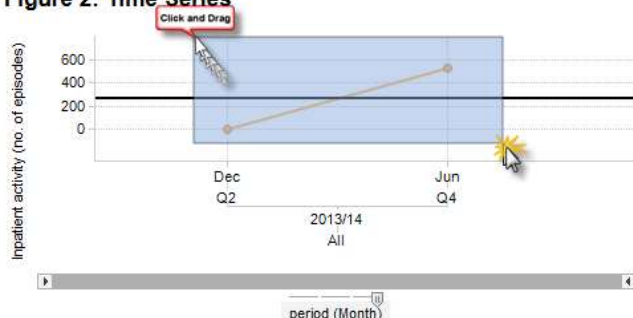 Figure 2. Time Series
Click and Drag
Inpatient activity (no. of episodes)
600
400
200
0
Dec
Jun
Q2
Q4
2013/14
All
period (Month)